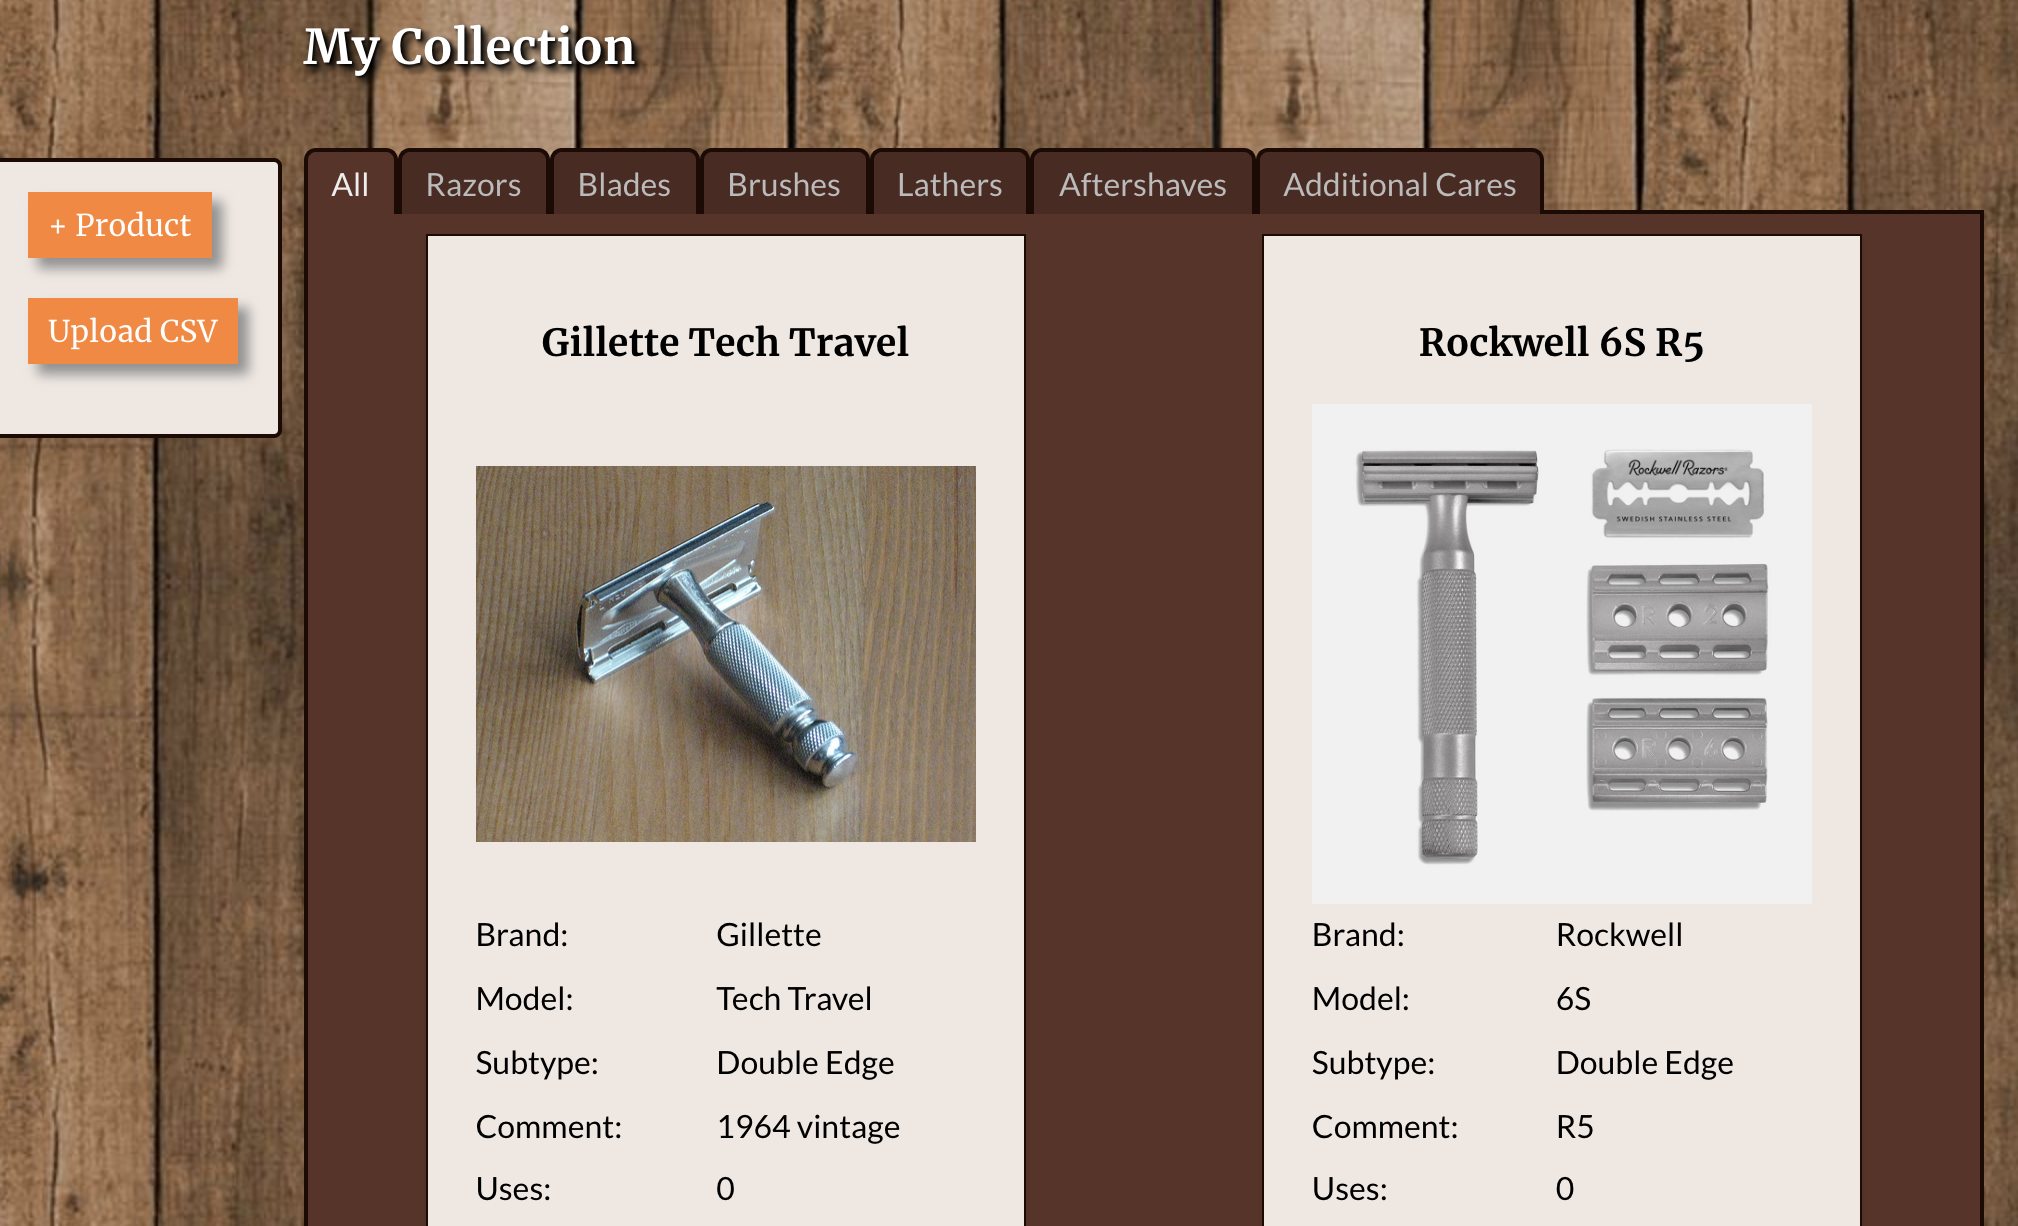 My Collection
+ Product
Upload CSV
All Razors Blades Brushes Lathers Aftershaves Additional Cares
Gillette Tech Travel
Brand: Gillette
Model: Tech Travel
Subtype: Double Edge
Comment: 1964 vintage
Uses: 0
Rockwell 6S R5
Rockwell Razors
SWEDISH STAINLESS STEEL
R 2
R
Brand: Rockwell
Model: 6S
Subtype: Double Edge
Comment: R5
Uses: 0